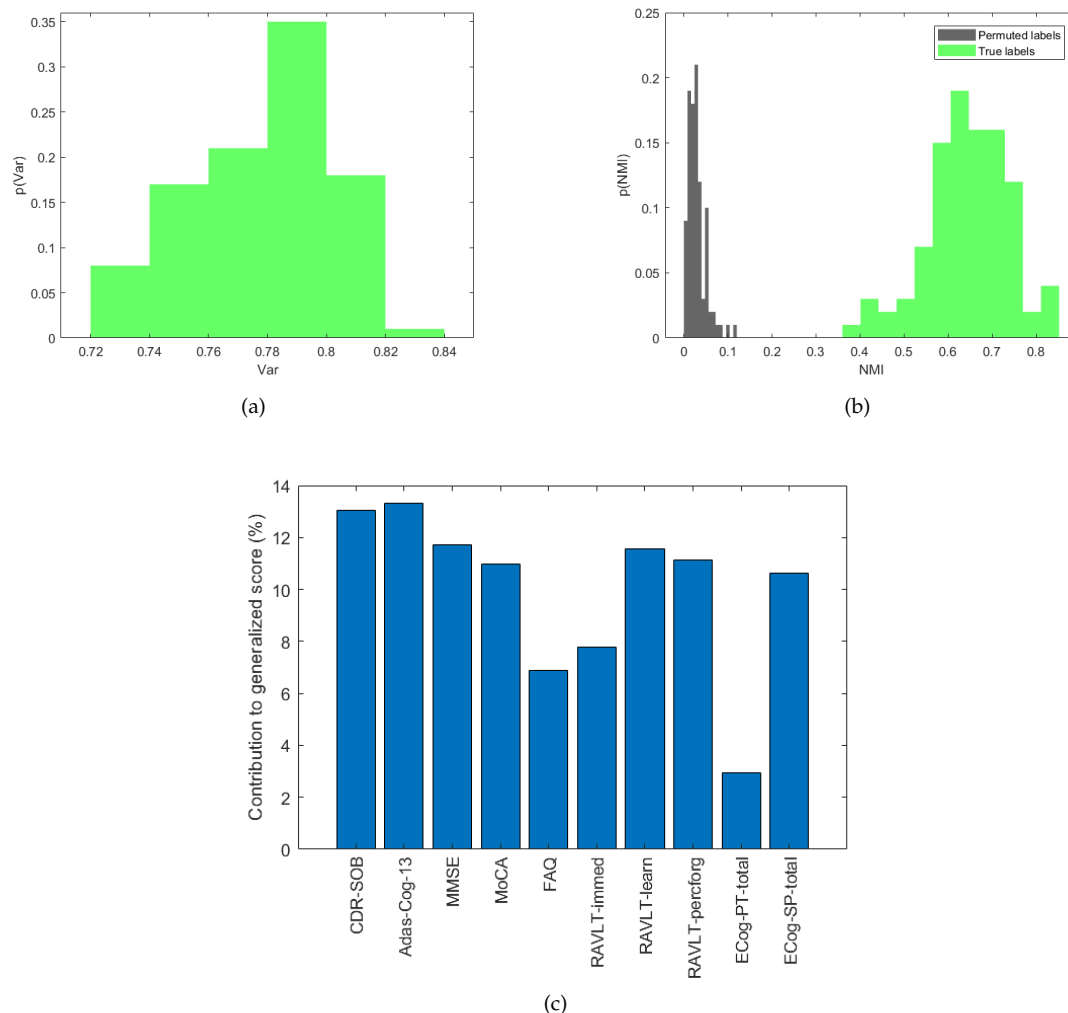 0.35
0.3
0.25
0.2
0.15
0.1
0.05
0
p(Var)
0.72 0.74 0.76 0.78 0.8 0.82 0.84
Var
(a)
0.25
0.2
0.15
0.1
0.05
0
p(NMI)
Permuted labels
True labels
0 0.1 0.2 0.3 0.4 0.5 0.6 0.7 0.8
NMI
(b)
14
12
10
8
6
4
2
0
Contribution to generalized score (%)
CDR-SOB
Adas-Cog-13
MMSE
MoCA
FAQ
RAVLT-immed
RAVLT-learn
RAVLT-percforg
ECog-PT-total
ECog-SP-total
(c)